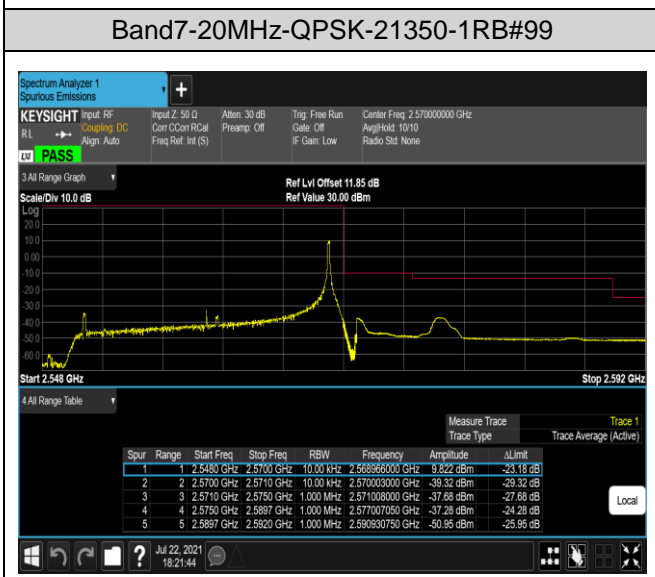 Band7-20MHz-QPSK-21350-1RB#99
Spectrum Analyzer 1
Spurious Emissions
+
KEYSIGHT Input: RF Input Z: 50 Ω Atten: 30 dB Trig: Free Run Center Freq: 2.570000000 GHz
R L Coupling: DC Corr CCorr RCal Preamp: Off Gate: Off Avg|Hold: 10/10
Align: Auto Freq Ref: Int (S) IF Gain: Low Radio Std: None
LXI PASS
3 All Range Graph
Ref Lvl Offset 11.85 dB
Scale/Div 10.0 dB Ref Value 30.00 dBm
Log
20.0
10.0
0.00
-10.0
-20.0
-30.0
-40.0
-50.0
-60.0
Start 2.548 GHz Stop 2.592 GHz
4 All Range Table
Measure Trace Trace 1
Trace Type Trace Average (Active)
Spur Range Start Freq Stop Freq RBW Frequency Amplitude ΔLimit
1 1 2.5480 GHz 2.5700 GHz 10.00 kHz 2.568966000 GHz 9.822 dBm -23.18 dB
2 2 2.5700 GHz 2.5710 GHz 10.00 kHz 2.570003000 GHz -39.32 dBm -29.32 dB
3 3 2.5710 GHz 2.5750 GHz 1.000 MHz 2.571008000 GHz -37.68 dBm -27.68 dB
4 4 2.5750 GHz 2.5897 GHz 1.000 MHz 2.577007050 GHz -37.28 dBm -24.28 dB
5 5 2.5897 GHz 2.5920 GHz 1.000 MHz 2.590930750 GHz -50.95 dBm -25.95 dB
Local
? Jul 22, 2021
18:21:44